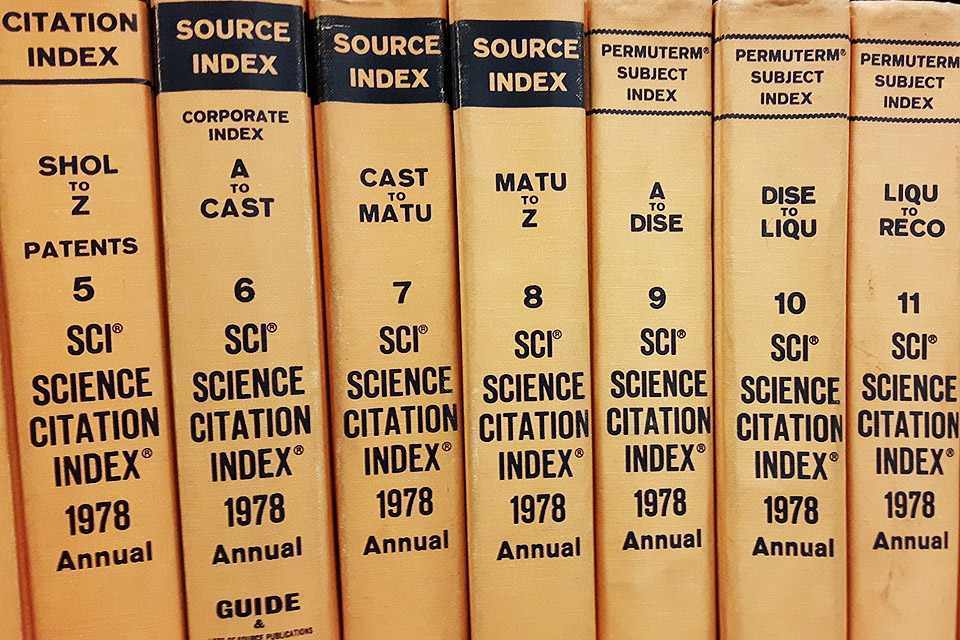 CITATION
INDEX
SHOL
TO
Z
PATENTS
5
SCI®
SCIENCE
CITATION
INDEX®
1978
Annual
SOURCE
INDEX
CORPORATE
INDEX
A
TO
CAST
6
SCI®
SCIENCE
CITATION
INDEX®
1978
Annual
GUIDE
&
OF SOURCE PUBLICATIONS
SOURCE
INDEX
CAST
TO
MATU
7
SCI®
SCIENCE
CITATION
INDEX®
1978
Annual
SOURCE
INDEX
MATU
TO
Z
8
SCI®
SCIENCE
CITATION
INDEX®
1978
Annual
PERMUTERM®
SUBJECT
INDEX
A
TO
DISE
9
SCI®
SCIENCE
CITATION
INDEX®
1978
Annual
PERMUTERM®
SUBJECT
INDEX
DISE
TO
LIQU
10
SCI®
SCIENCE
CITATION
INDEX®
1978
Annual
PERMUTERM
SUBJECT
INDEX
LIQU
TO
RECO
11
SCI®
SCIENCE
CITATION
INDEX®
1978
Annual